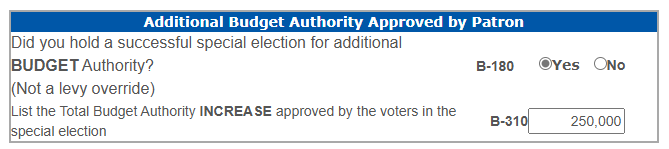 Additional Budget Authority Approved by Patron
Did you hold a successful special election for additional
BUDGET Authority?
B-180 Yes No
(Not a levy override)
List the Total Budget Authority INCREASE approved by the voters in the
special election
B-310 250,000